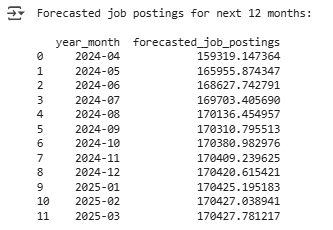 Forecasted job postings for next 12 months:
year_month forecasted_job_postings
0 2024-04 159319.147364
1 2024-05 165955.874347
2 2024-06 168627.742791
3 2024-07 169703.405690
4 2024-08 170136.454957
5 2024-09 170310.795513
6 2024-10 170380.982976
7 2024-11 170409.239625
8 2024-12 170420.615421
9 2025-01 170425.195183
10 2025-02 170427.038941
11 2025-03 170427.781217